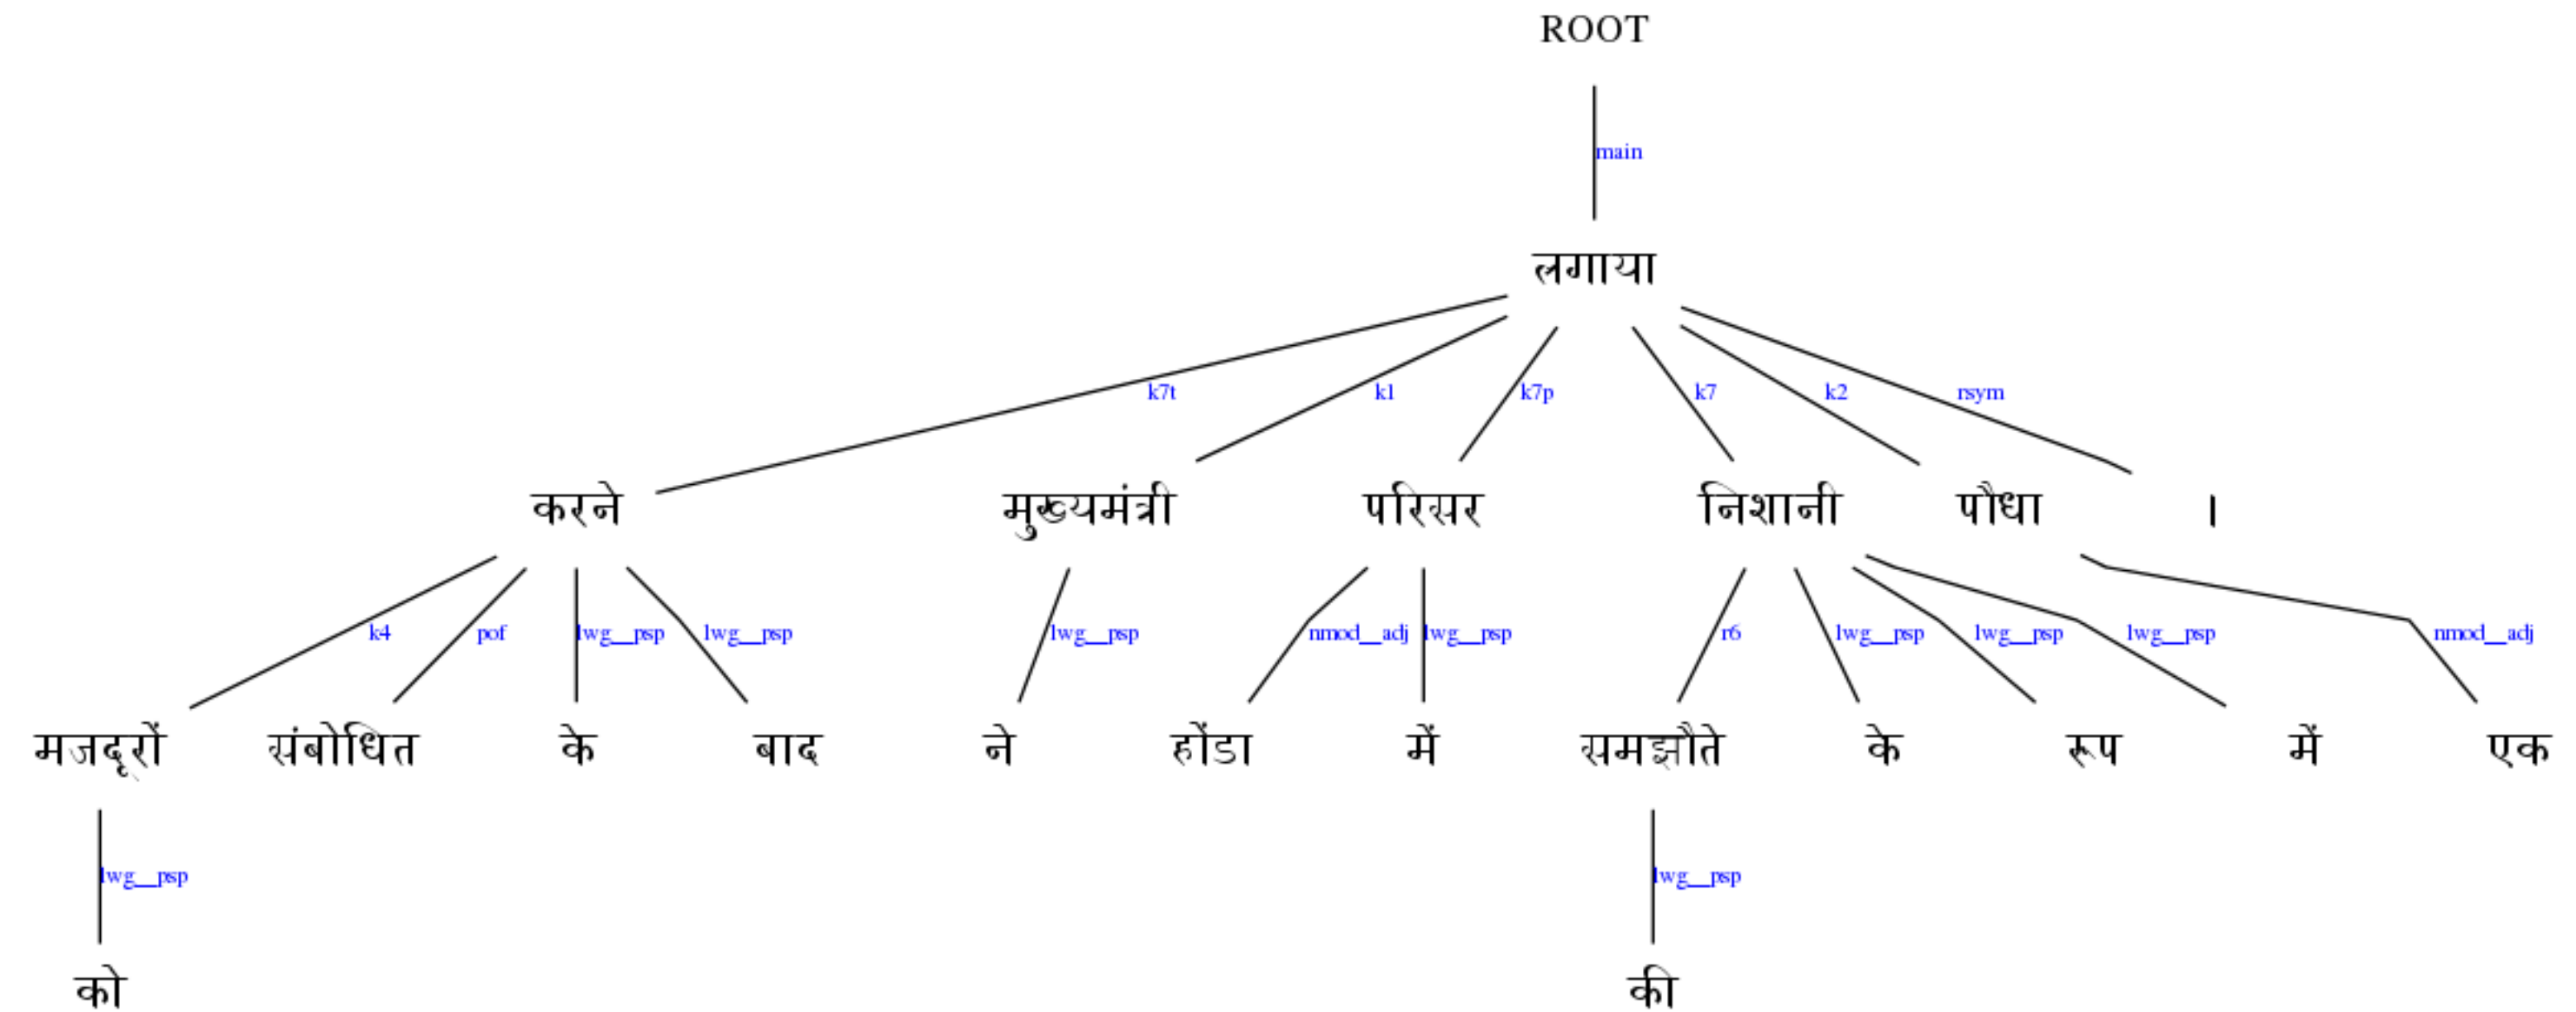 ROOT
main
लगाया
k7t k1 k7p k7 k2 rsym
करने मुख्यमंत्री परिसर निशानी पौधा ।
k4 pof lwg__psp lwg__psp lwg__psp nmod__adj lwg__psp r6 lwg__psp lwg__psp lwg__psp nmod__adj
मजदूरों संबोधित के बाद ने होंडा में समझौते के रूप में एक
lwg__psp lwg__psp
को की